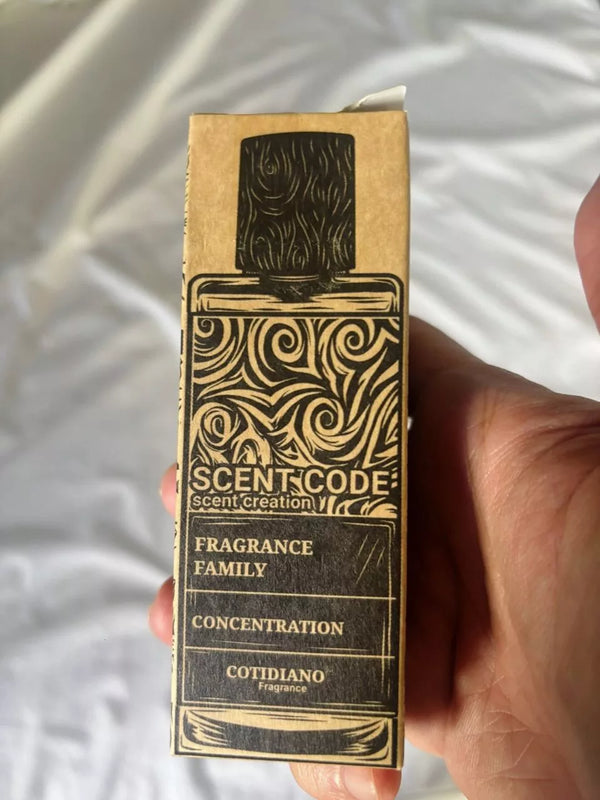 SCENT CODE:
scent creation
FRAGRANCE
FAMILY
CONCENTRATION
COTIDIANO
Fragrance